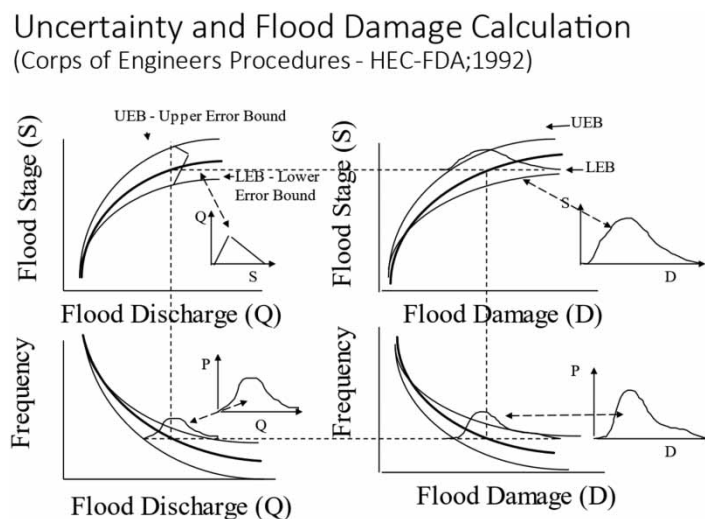 Uncertainty and Flood Damage Calculation
(Corps of Engineers Procedures - HEC-FDA;1992)
UEB - Upper Error Bound
LEB - Lower
Error Bound
Flood Stage (S)
Q
S
Flood Discharge (Q)
UEB
LEB
Flood Stage (S)
S
D
Flood Damage (D)
Frequency
P
Q
Flood Discharge (Q)
Frequency
P
D
Flood Damage (D)